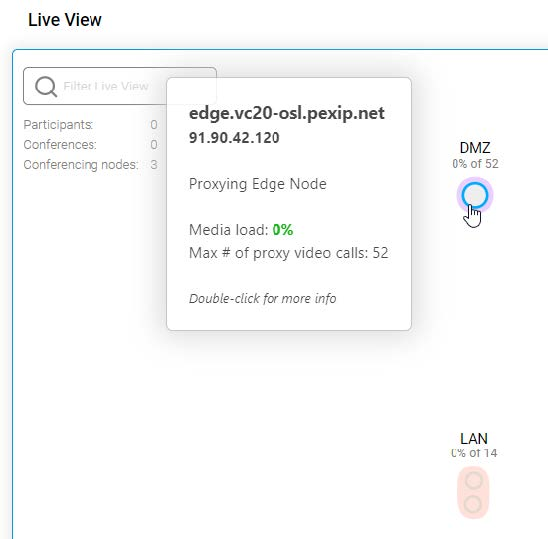 Live View
Filter Live View
Participants: 0
Conferences: 0
Conferencing nodes: 3
edge.vc20-osl.pexip.net
91.90.42.120
Proxying Edge Node
Media load: 0%
Max # of proxy video calls: 52
Double-click for more info
DMZ
0% of 52
LAN
0% of 14